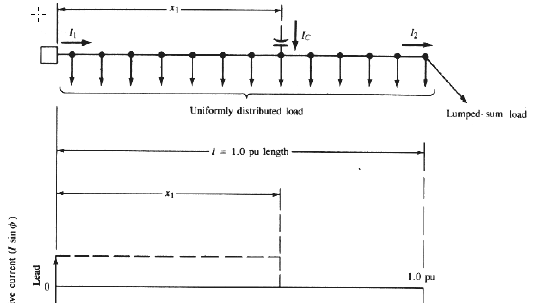 x₁
I₁
I_C
I₂
Uniformly distributed load
Lumped-sum load
l = 1.0 pu length
x₁
ve current (I sin ϕ)
Lead
0
1.0 pu